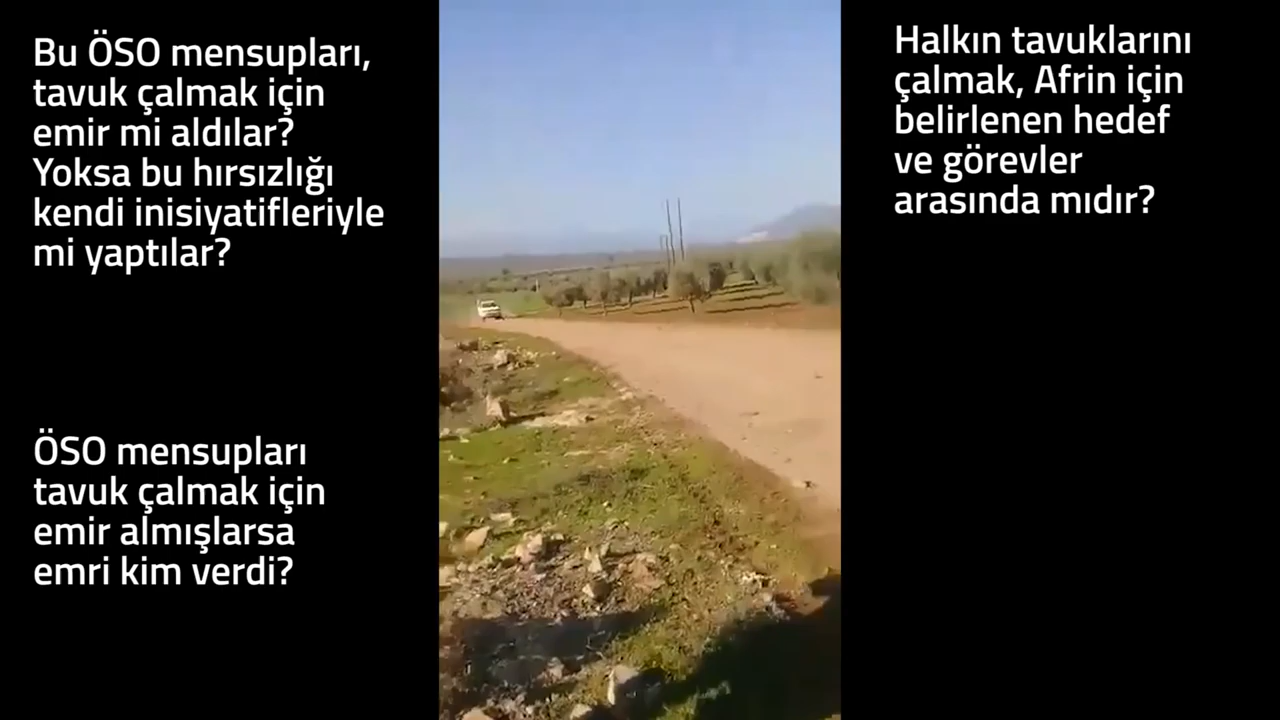 Bu ÖSO mensupları,
tavuk çalmak için
emir mi aldılar?
Yoksa bu hırsızlığı
kendi inisiyatifleriyle
mi yaptılar?
ÖSO mensupları
tavuk çalmak için
emir almışlarsa
emri kim verdi?
Halkın tavuklarını
çalmak, Afrin için
belirlenen hedef
ve görevler
arasında mıdır?